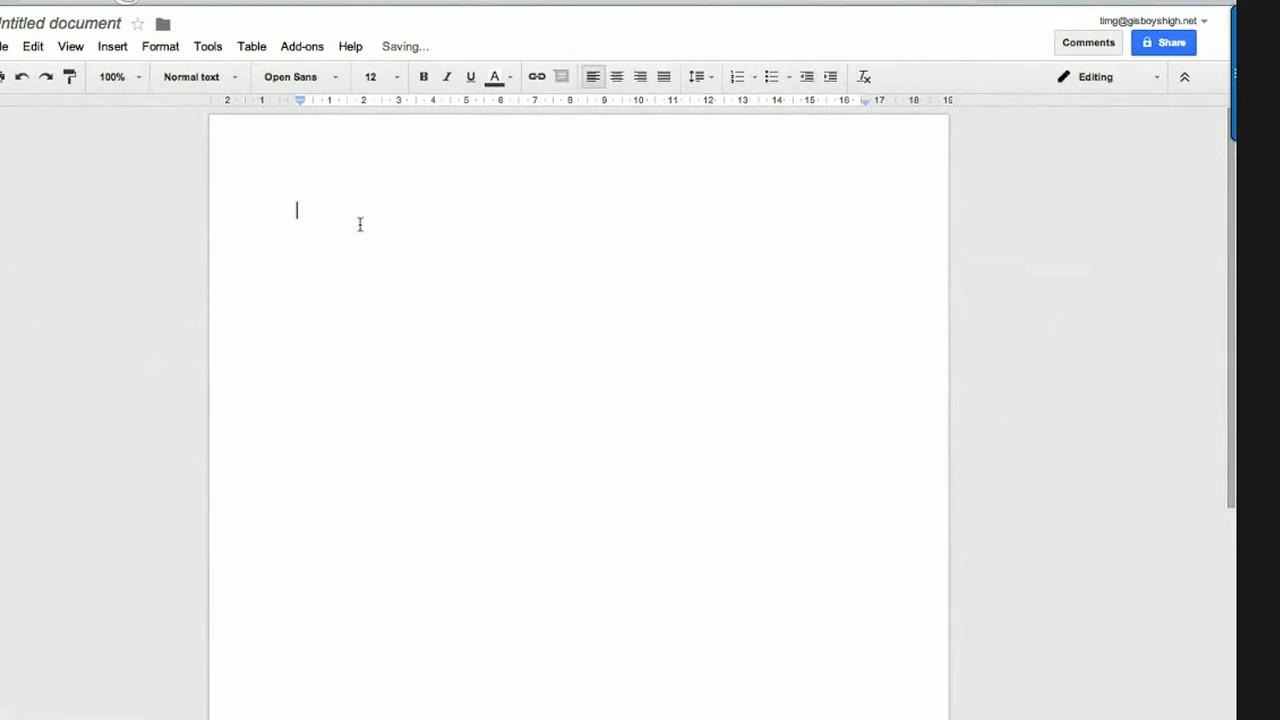 ntitled document
timg@gisboyshigh.net
le Edit View Insert Format Tools Table Add-ons Help Saving...
Comments Share
100% Normal text Open Sans 12 B I U A Editing
2 1 1 2 3 4 5 6 7 8 9 10 11 12 13 14 15 16 17 18 19